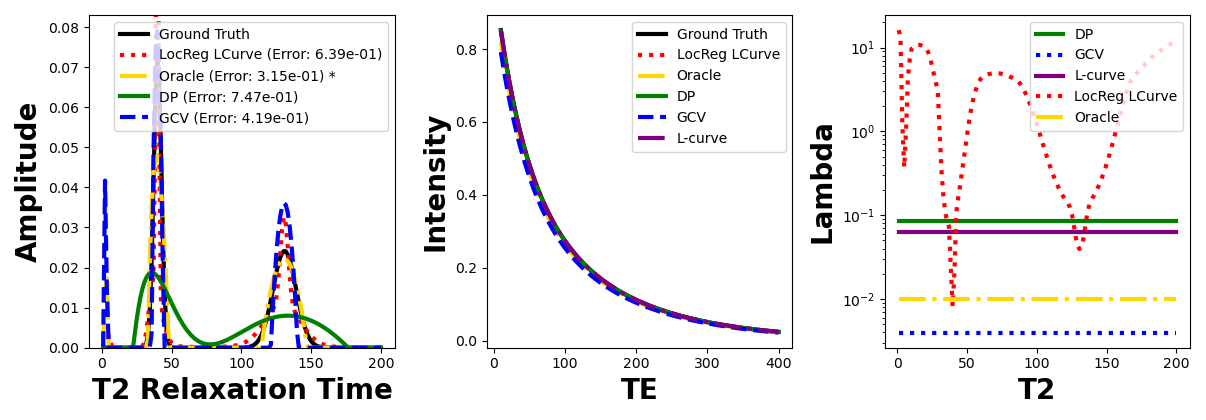 Amplitude
0.08
0.07
0.06
0.05
0.04
0.03
0.02
0.01
0.00
Ground Truth
LocReg LCurve (Error: 6.39e-01)
Oracle (Error: 3.15e-01) *
DP (Error: 7.47e-01)
GCV (Error: 4.19e-01)
0 50 100 150 200
T2 Relaxation Time
Intensity
0.8
0.6
0.4
0.2
0.0
Ground Truth
LocReg LCurve
Oracle
DP
GCV
L-curve
0 100 200 300 400
TE
Lambda
10¹
10⁰
10⁻¹
10⁻²
DP
GCV
L-curve
LocReg LCurve
Oracle
0 50 100 150 200
T2